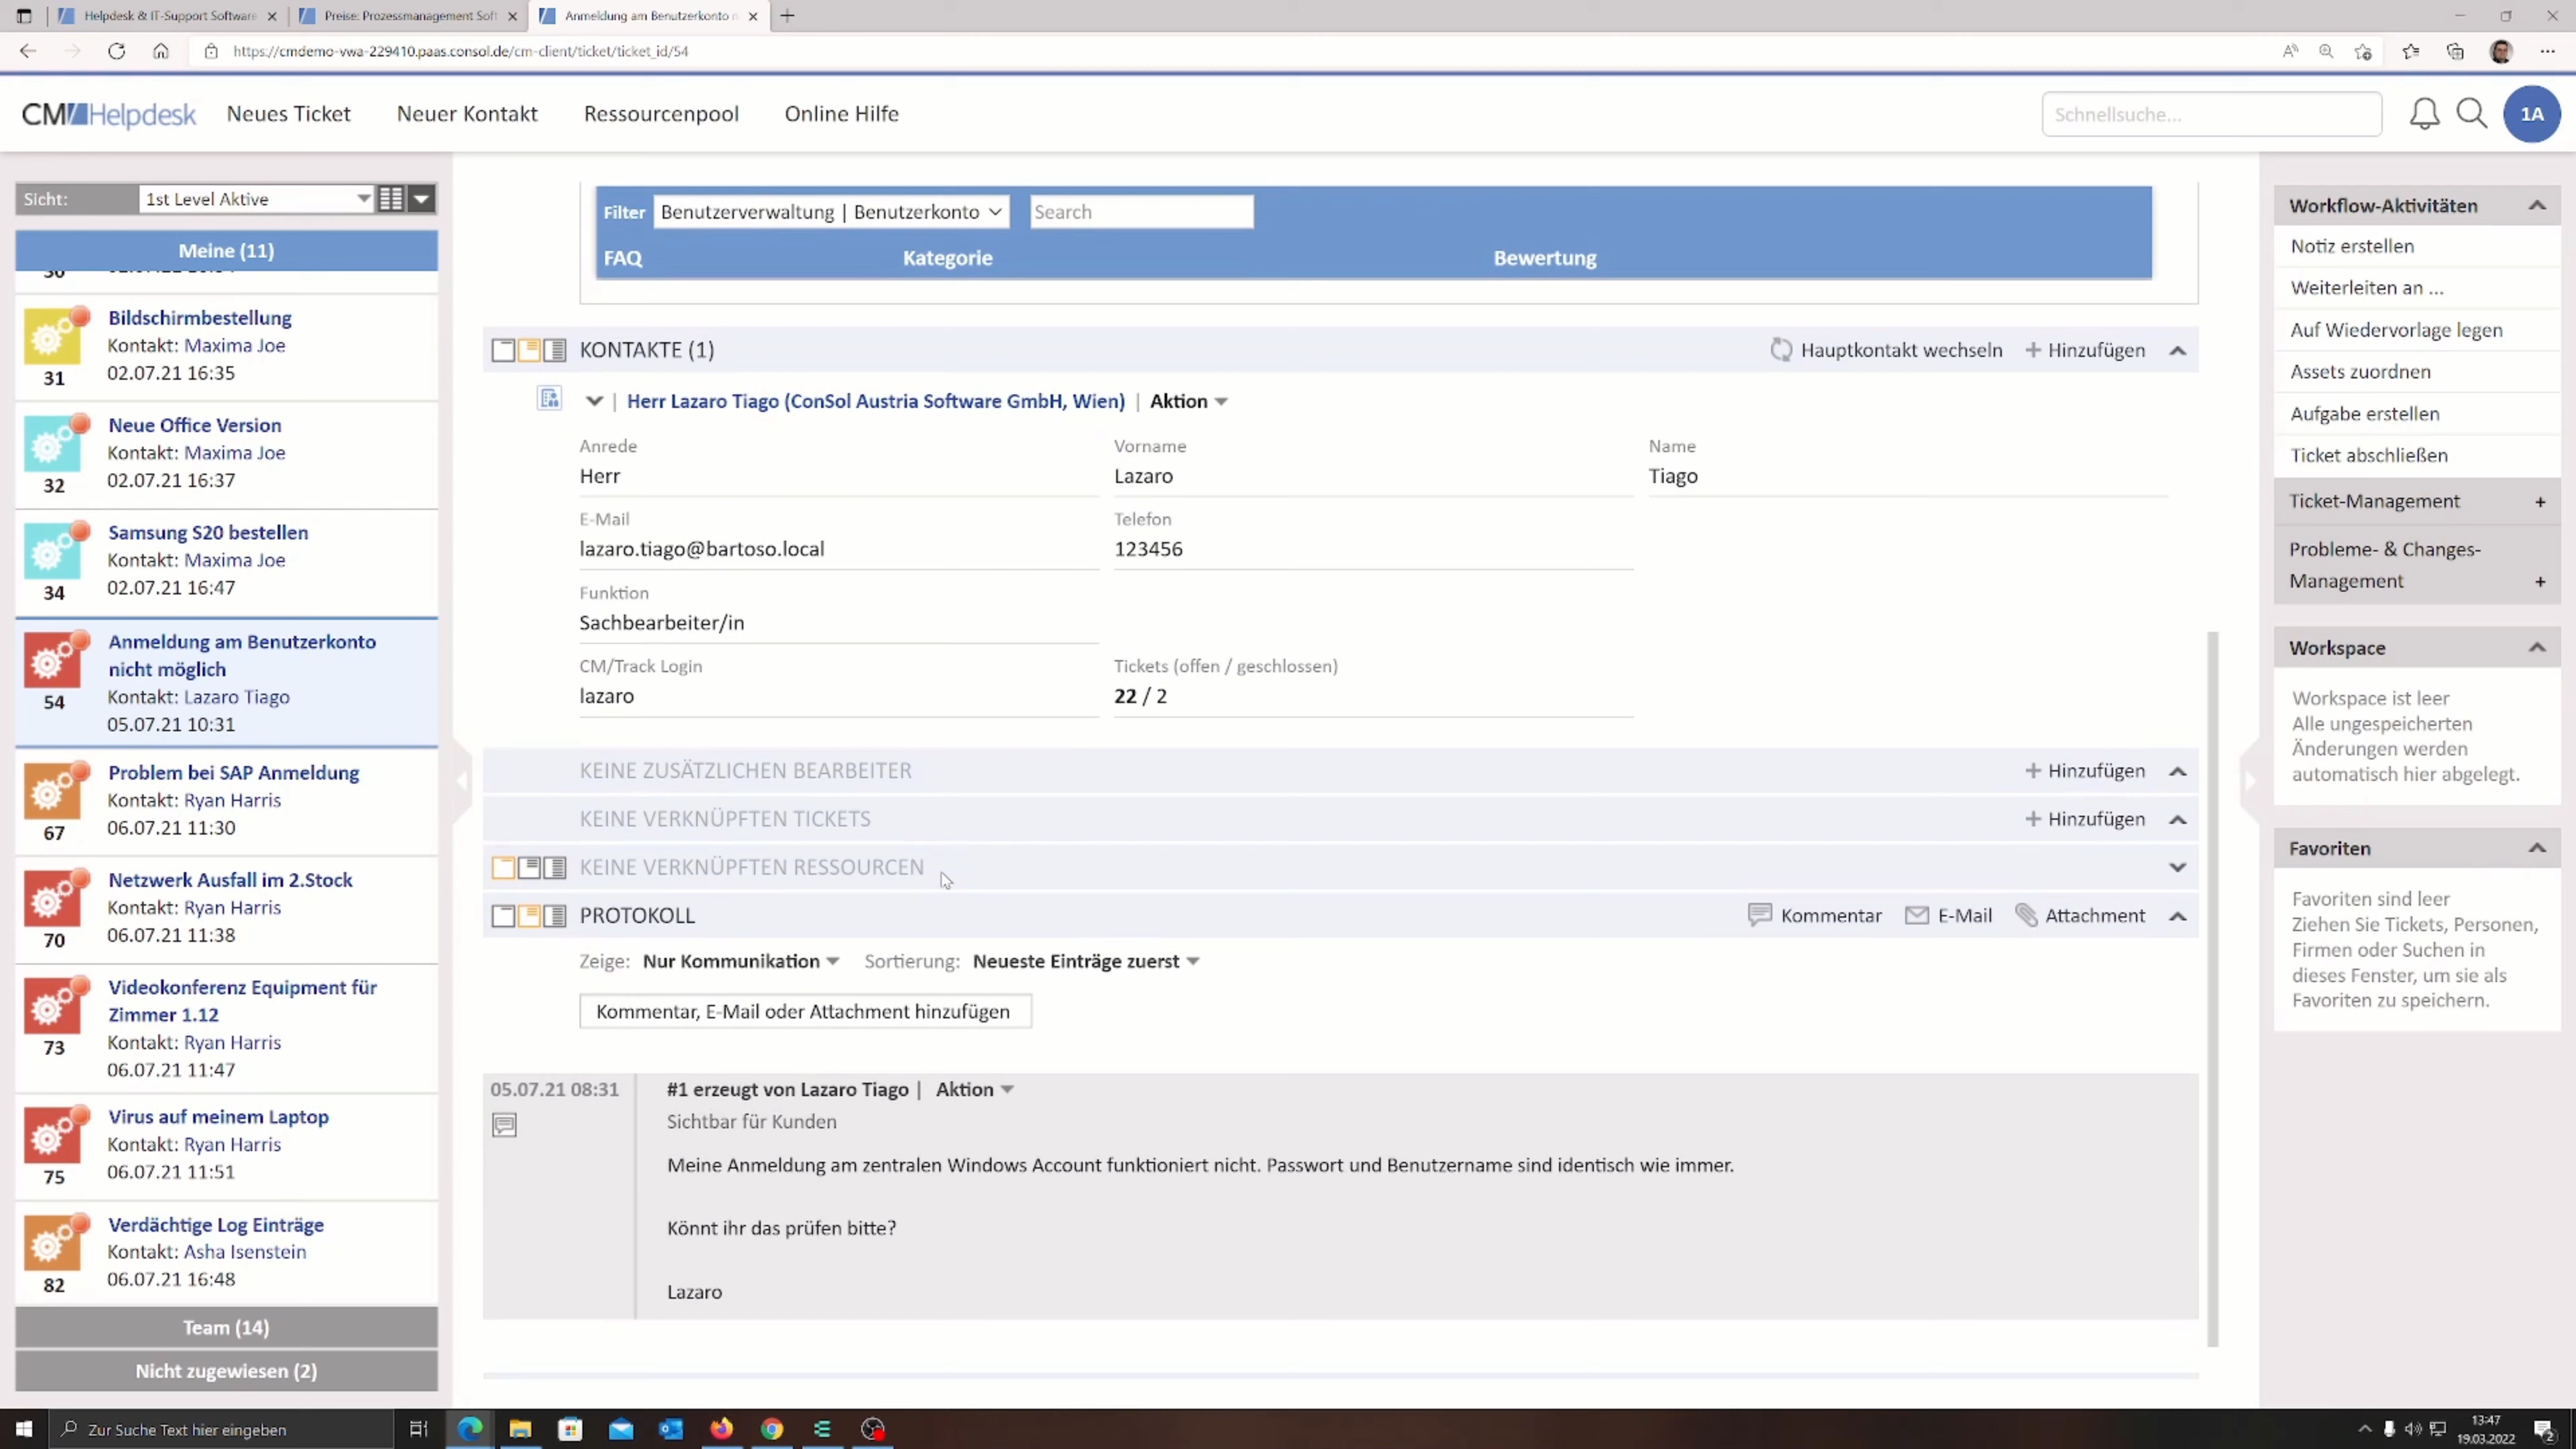 Helpdesk & IT-Support Software
Preise: Prozessmanagement Soft
Anmeldung am Benutzerkonto n
https://cmdemo-vwa-229410.paas.consol.de/cm-client/ticket/ticket_id/54
CM/Helpdesk
Neues Ticket
Neuer Kontakt
Ressourcenpool
Online Hilfe
Schnellsuche...
1A
Sicht:
1st Level Aktive
Meine (11)
30
Bildschirmbestellung
Kontakt: Maxima Joe
02.07.21 16:35
31
Neue Office Version
Kontakt: Maxima Joe
02.07.21 16:37
32
Samsung S20 bestellen
Kontakt: Maxima Joe
02.07.21 16:47
34
Anmeldung am Benutzerkonto
nicht möglich
Kontakt: Lazaro Tiago
05.07.21 10:31
54
Problem bei SAP Anmeldung
Kontakt: Ryan Harris
06.07.21 11:30
67
Netzwerk Ausfall im 2.Stock
Kontakt: Ryan Harris
06.07.21 11:38
70
Videokonferenz Equipment für
Zimmer 1.12
Kontakt: Ryan Harris
06.07.21 11:47
73
Virus auf meinem Laptop
Kontakt: Ryan Harris
06.07.21 11:51
75
Verdächtige Log Einträge
Kontakt: Asha Isenstein
06.07.21 16:48
82
Team (14)
Nicht zugewiesen (2)
Filter
Benutzerverwaltung | Benutzerkonto
Search
FAQ
Kategorie
Bewertung
KONTAKTE (1)
Hauptkontakt wechseln
+ Hinzufügen
| Herr Lazaro Tiago (ConSol Austria Software GmbH, Wien) | Aktion
Anrede
Vorname
Name
Herr
Lazaro
Tiago
E-Mail
Telefon
lazaro.tiago@bartoso.local
123456
Funktion
Sachbearbeiter/in
CM/Track Login
Tickets (offen / geschlossen)
lazaro
22 / 2
KEINE ZUSÄTZLICHEN BEARBEITER
+ Hinzufügen
KEINE VERKNÜPFTEN TICKETS
+ Hinzufügen
KEINE VERKNÜPFTEN RESSOURCEN
PROTOKOLL
Kommentar
E-Mail
Attachment
Zeige: Nur Kommunikation
Sortierung: Neueste Einträge zuerst
Kommentar, E-Mail oder Attachment hinzufügen
05.07.21 08:31
#1 erzeugt von Lazaro Tiago | Aktion
Sichtbar für Kunden
Meine Anmeldung am zentralen Windows Account funktioniert nicht. Passwort und Benutzername sind identisch wie immer.
Könnt ihr das prüfen bitte?
Lazaro
Workflow-Aktivitäten
Notiz erstellen
Weiterleiten an ...
Auf Wiedervorlage legen
Assets zuordnen
Aufgabe erstellen
Ticket abschließen
Ticket-Management +
Probleme- & Changes-
Management +
Workspace
Workspace ist leer
Alle ungespeicherten
Änderungen werden
automatisch hier abgelegt.
Favoriten
Favoriten sind leer
Ziehen Sie Tickets, Personen,
Firmen oder Suchen in
dieses Fenster, um sie als
Favoriten zu speichern.
Zur Suche Text hier eingeben
13:47
19.03.2022
2